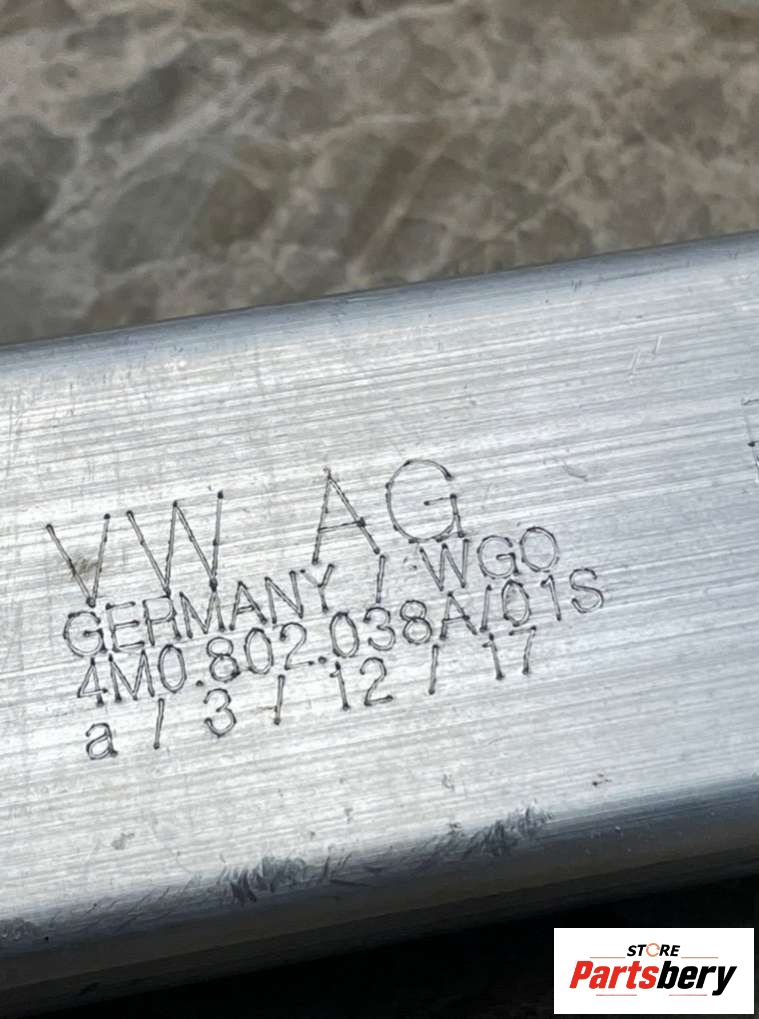 VW AG
GERMANY / WGO
4M0.802.038A/01S
a / 3 / 12 / 17
STORE
Partsbery